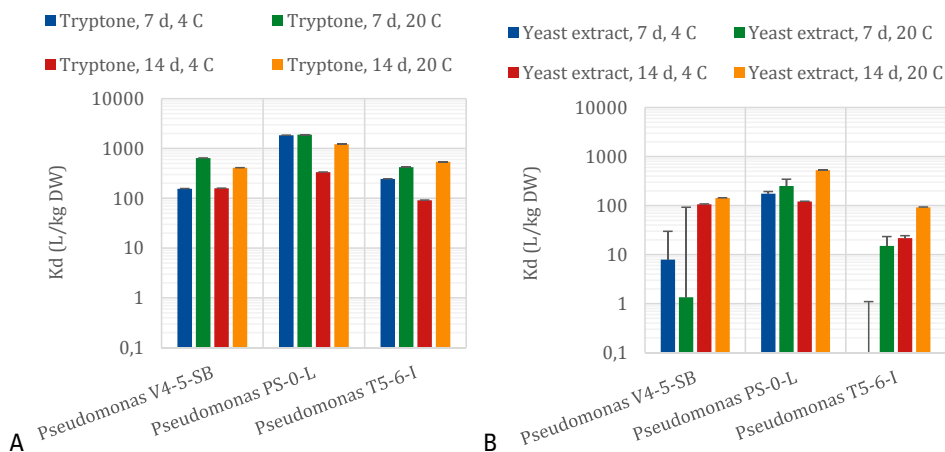 Tryptone, 7 d, 4 C
Tryptone, 7 d, 20 C
Tryptone, 14 d, 4 C
Tryptone, 14 d, 20 C
10000
1000
100
10
1
0,1
Kd (L/kg DW)
Pseudomonas V4-5-SB
Pseudomonas PS-0-L
Pseudomonas T5-6-I
A
Yeast extract, 7 d, 4 C
Yeast extract, 7 d, 20 C
Yeast extract, 14 d, 4 C
Yeast extract, 14 d, 20 C
10000
1000
100
10
1
0,1
Kd (L/kg DW)
Pseudomonas V4-5-SB
Pseudomonas PS-0-L
Pseudomonas T5-6-I
B